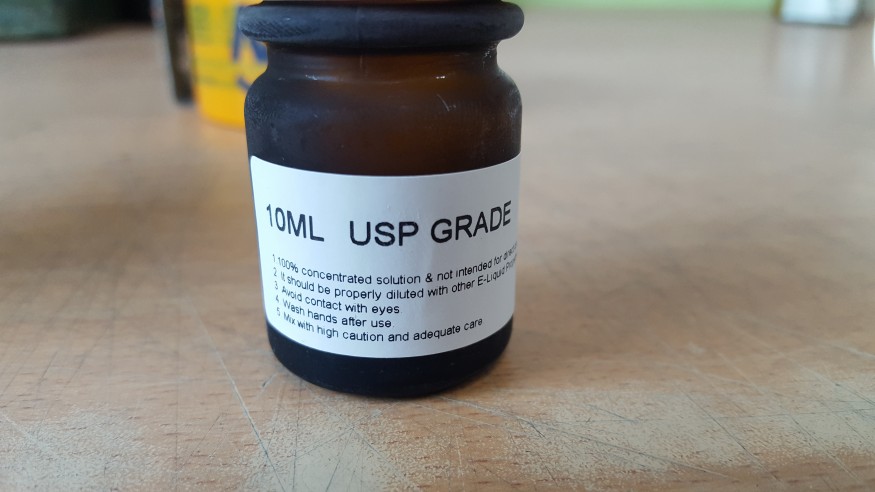 10ML USP GRADE
1 100% concentrated solution & not intended for
2 It should be properly diluted with other E-Liquid
3 Avoid contact with eyes
4 Wash hands after use.
5 Mix with high caution and adequate care